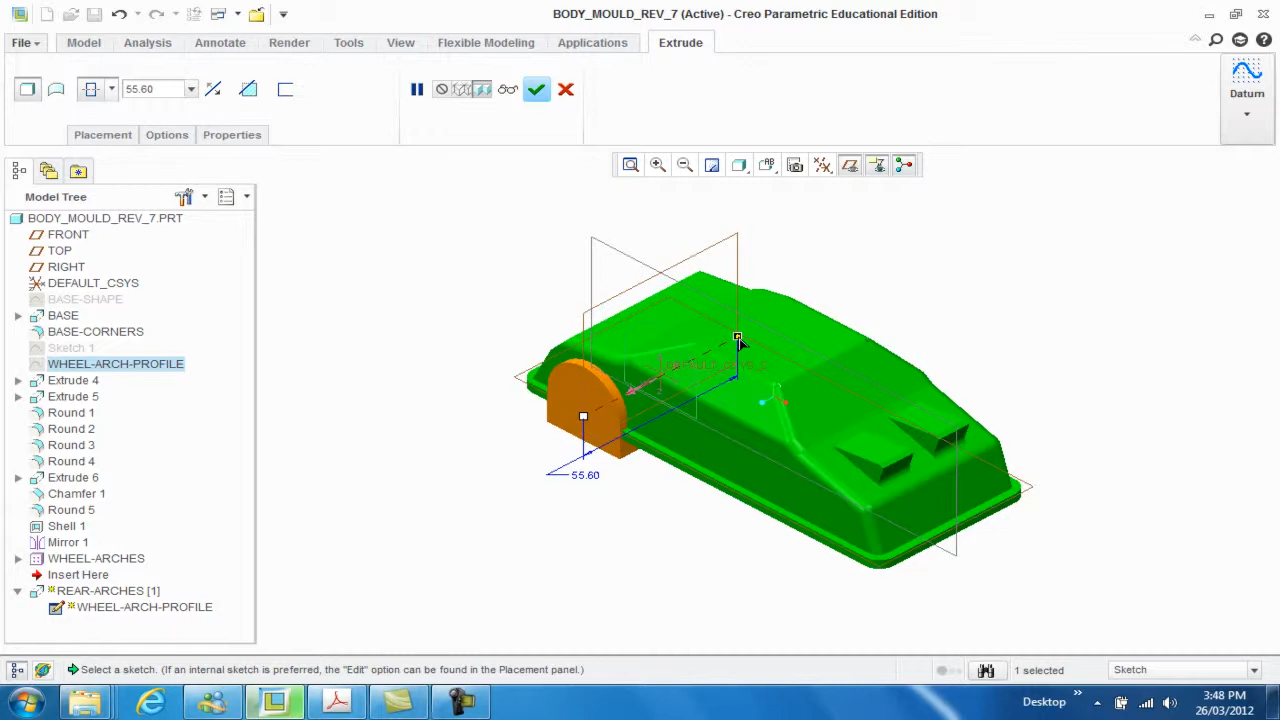 BODY_MOULD_REV_7 (Active) - Creo Parametric Educational Edition
File Model Analysis Annotate Render Tools View Flexible Modeling Applications Extrude
55.60
Datum
Placement Options Properties
Model Tree
BODY_MOULD_REV_7.PRT
FRONT
TOP
RIGHT
DEFAULT_CSYS
BASE-SHAPE
BASE
BASE-CORNERS
Sketch 1
WHEEL-ARCH-PROFILE
Extrude 4
Extrude 5
Round 1
Round 2
Round 3
Round 4
Extrude 6
Chamfer 1
Round 5
Shell 1
Mirror 1
WHEEL-ARCHES
Insert Here
*REAR-ARCHES [1]
*WHEEL-ARCH-PROFILE
55.60
Select a sketch. (If an internal sketch is preferred, the "Edit" option can be found in the Placement panel.)
1 selected
Sketch
Desktop
3:48 PM
26/03/2012